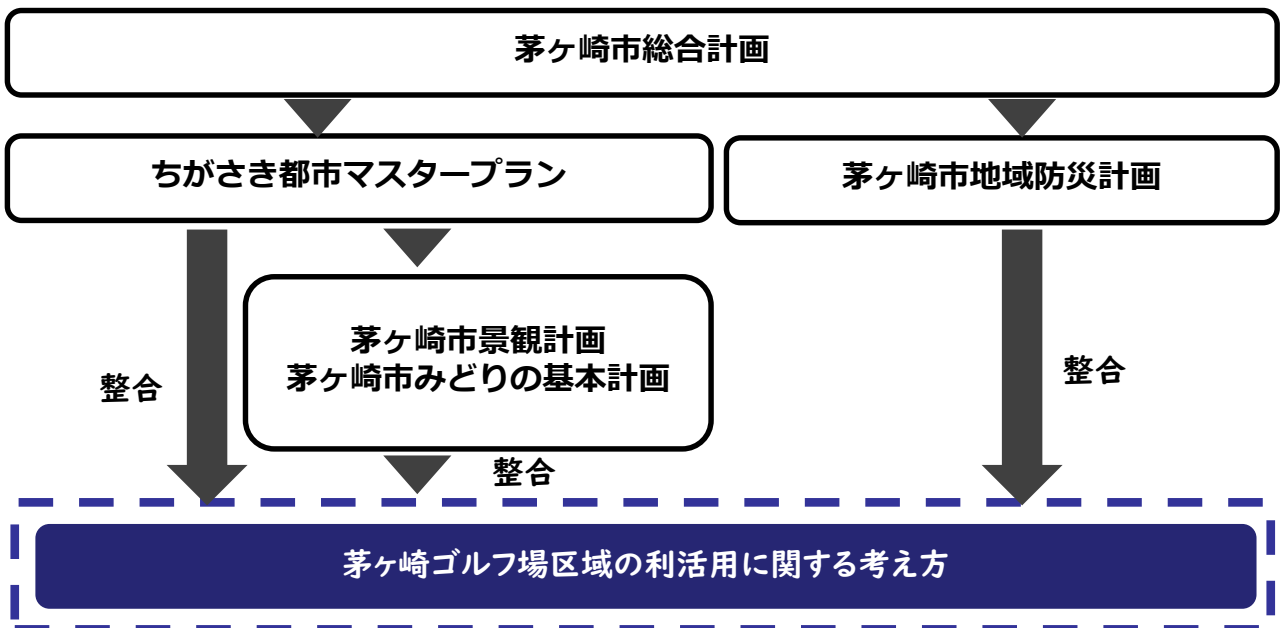 茅ヶ崎市総合計画
ちがさき都市マスタープラン
茅ヶ崎市地域防災計画
茅ヶ崎市景観計画
茅ヶ崎市みどりの基本計画
整合
整合
整合
茅ヶ崎ゴルフ場区域の利活用に関する考え方